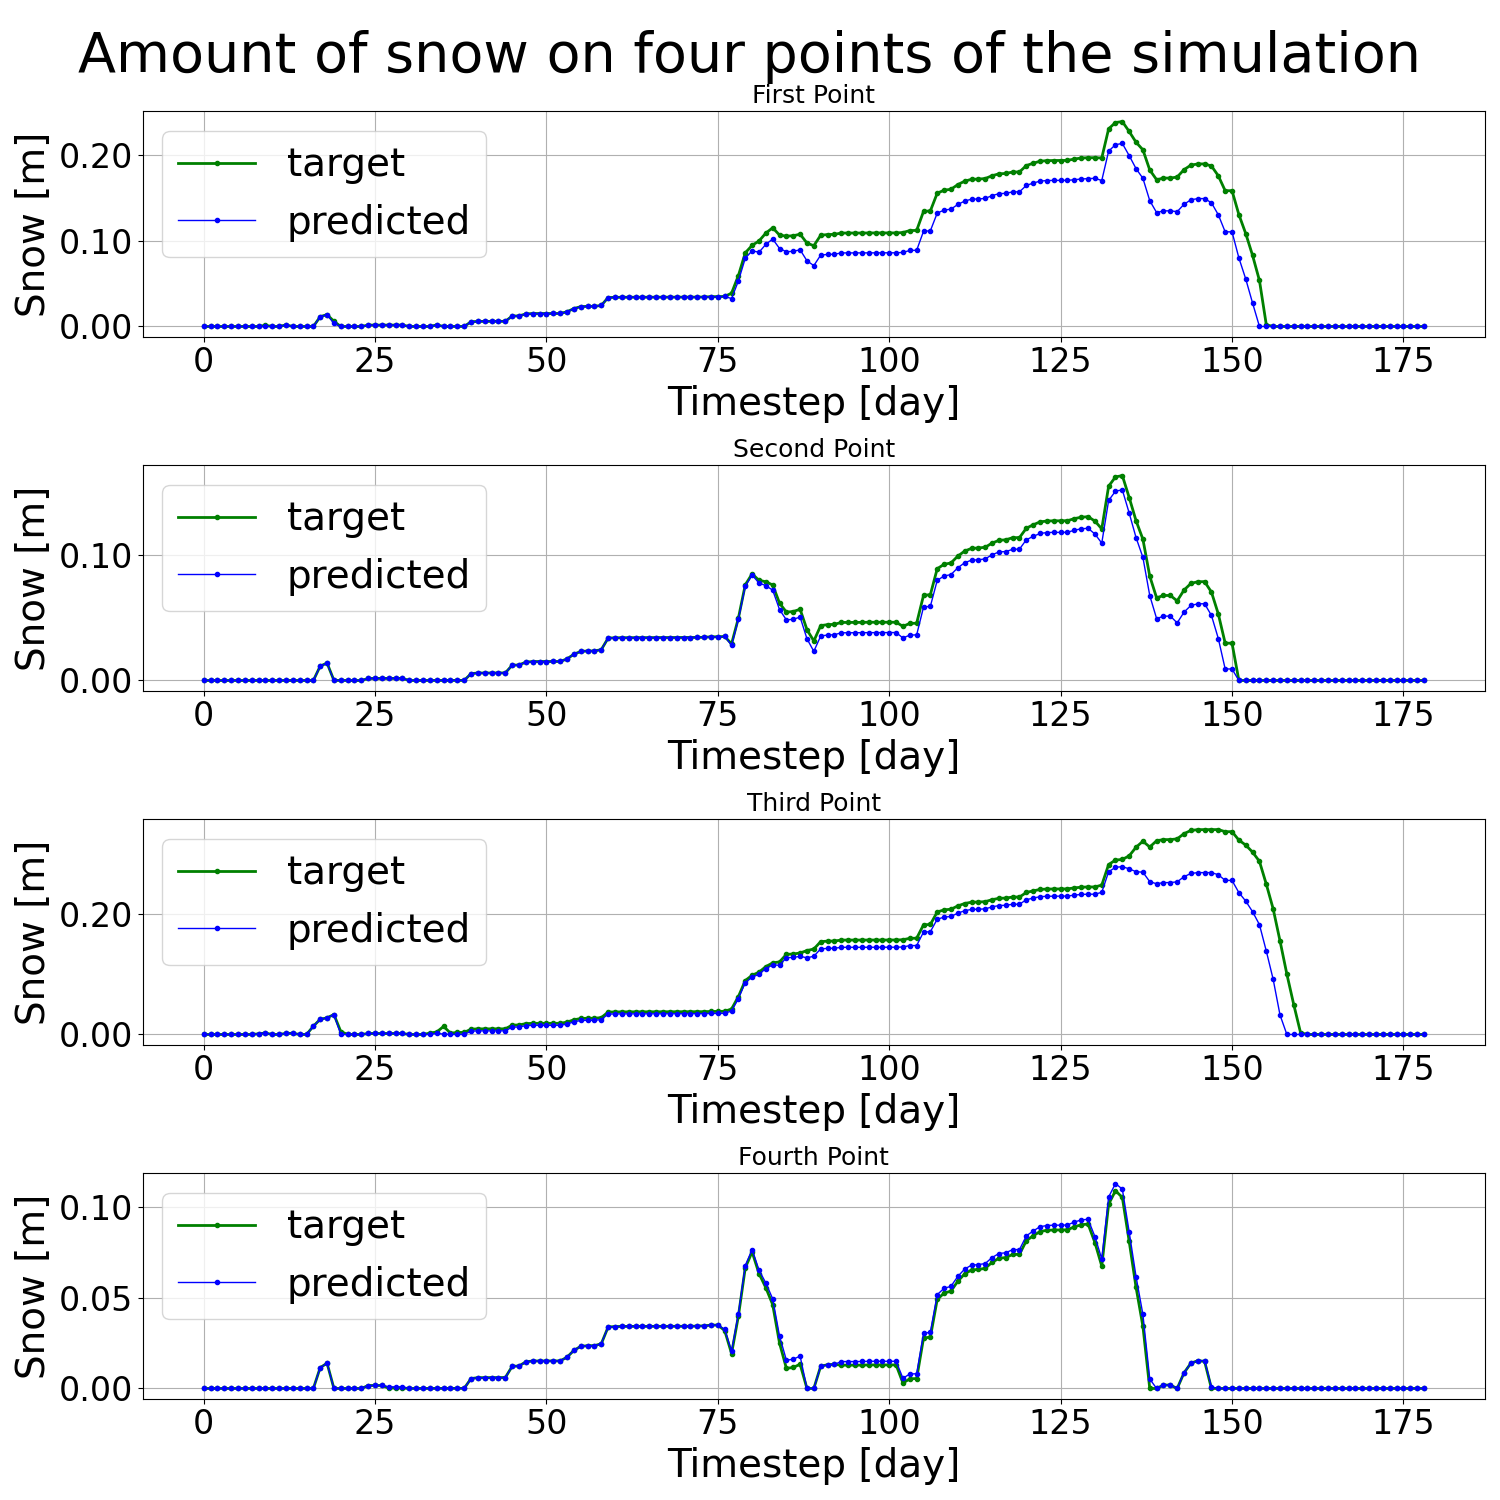 Amount of snow on four points of the simulation
First Point
Snow [m]
0.20
0.10
0.00
target
predicted
0 25 50 75 100 125 150 175
Timestep [day]
Second Point
Snow [m]
0.10
0.00
target
predicted
0 25 50 75 100 125 150 175
Timestep [day]
Third Point
Snow [m]
0.20
0.00
target
predicted
0 25 50 75 100 125 150 175
Timestep [day]
Fourth Point
Snow [m]
0.10
0.05
0.00
target
predicted
0 25 50 75 100 125 150 175
Timestep [day]